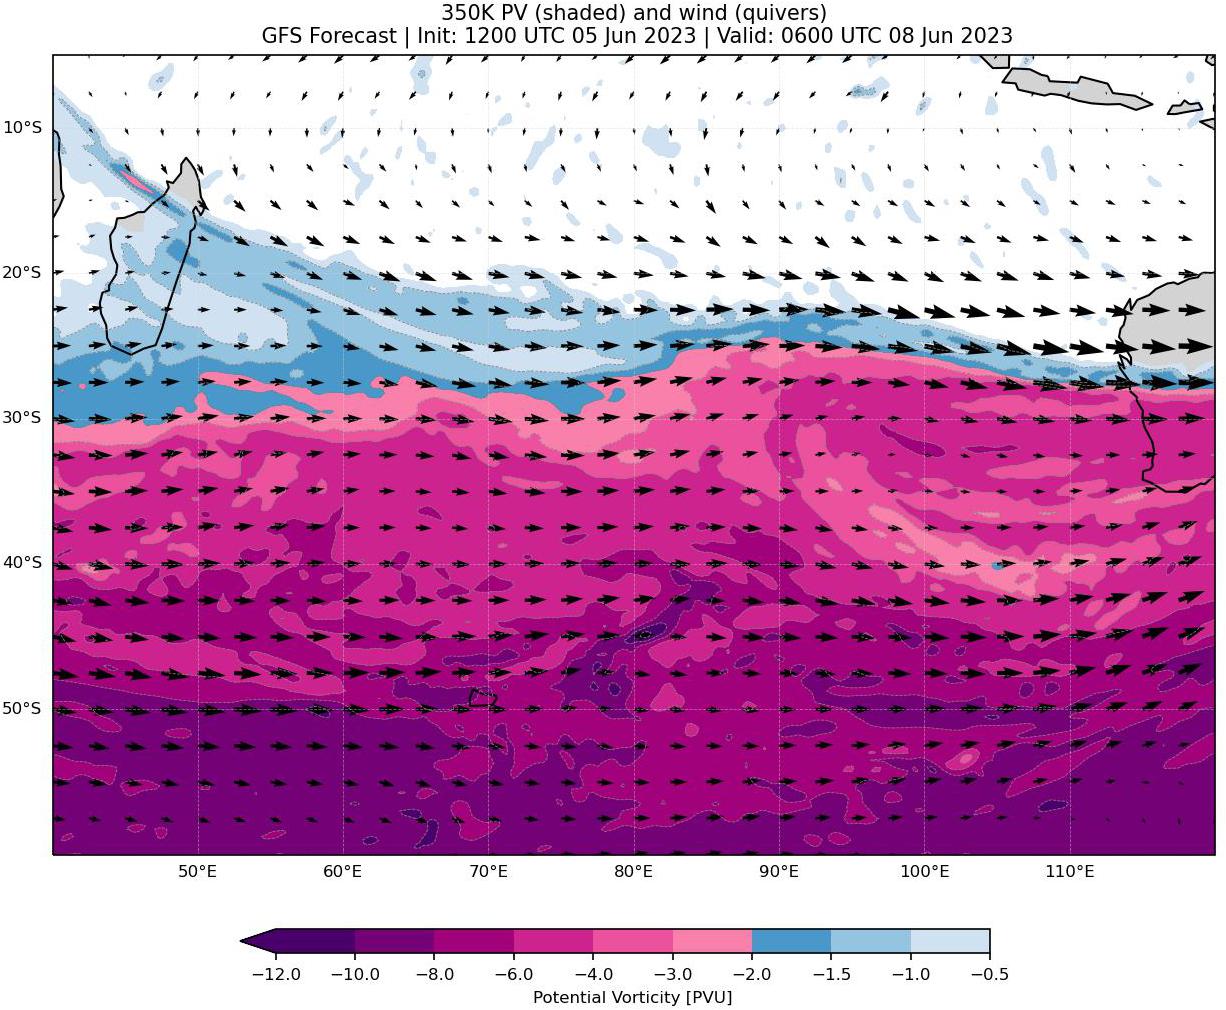 350K PV (shaded) and wind (quivers)
GFS Forecast | Init: 1200 UTC 05 Jun 2023 | Valid: 0600 UTC 08 Jun 2023
10°S
20°S
30°S
40°S
50°S
50°E 60°E 70°E 80°E 90°E 100°E 110°E
−12.0 −10.0 −8.0 −6.0 −4.0 −3.0 −2.0 −1.5 −1.0 −0.5
Potential Vorticity [PVU]